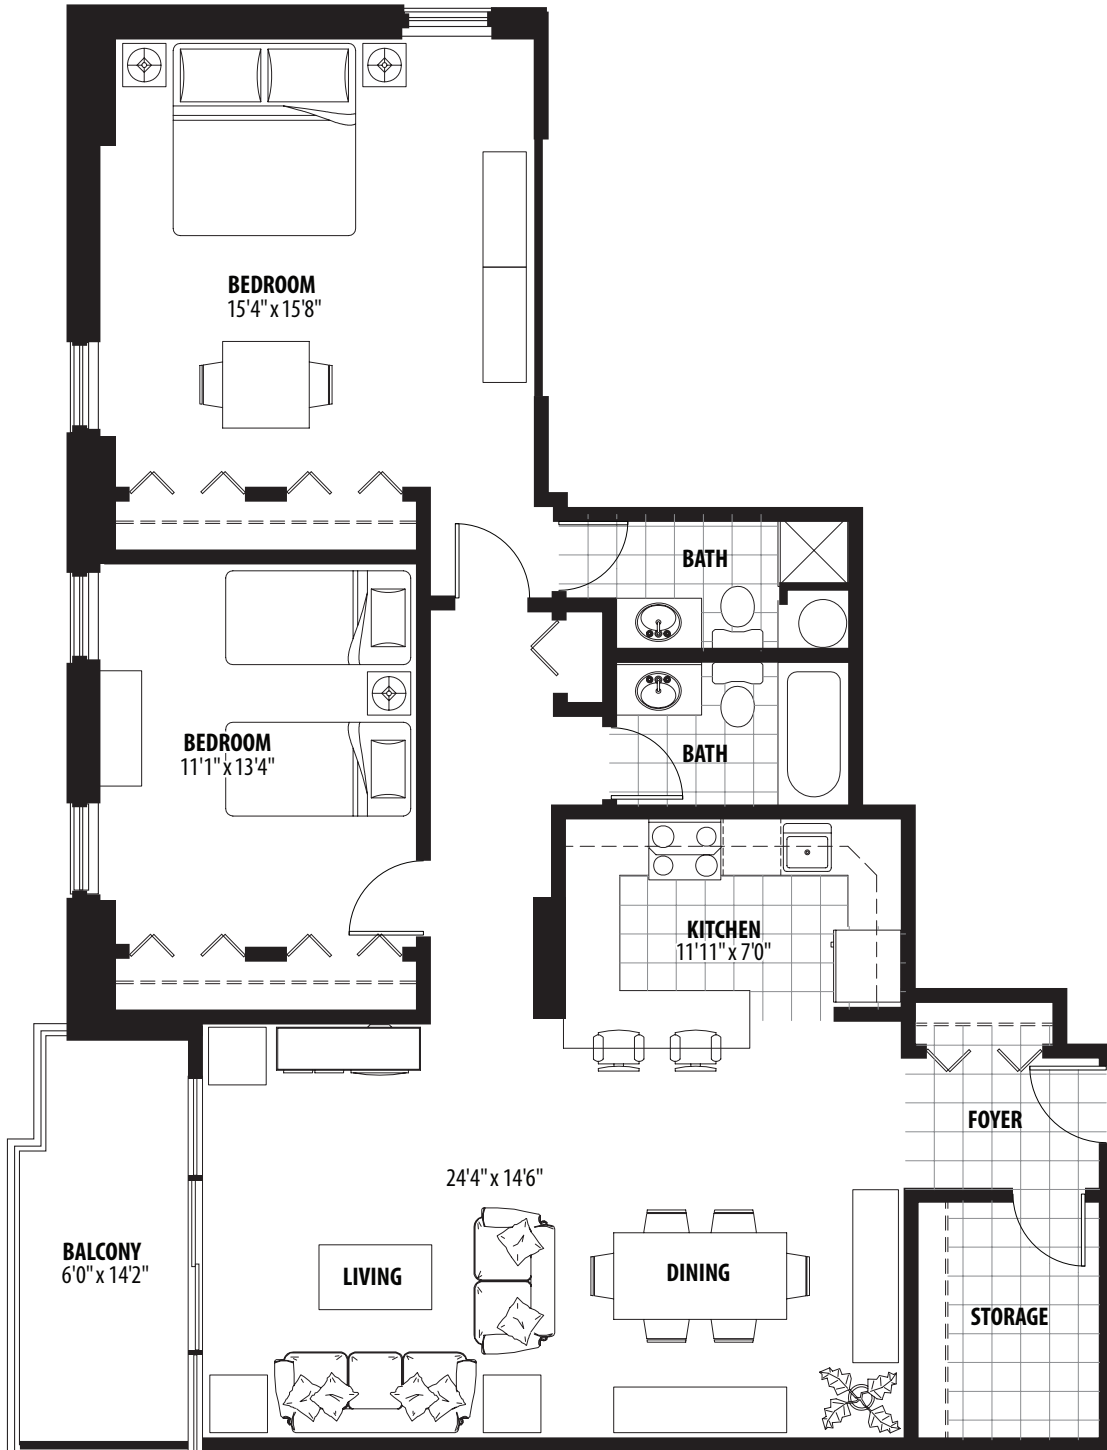 BEDROOM
15'4" x 15'8"
BATH
BEDROOM
11'1" x 13'4"
BATH
KITCHEN
11'11" x 7'0"
FOYER
24'4" x 14'6"
BALCONY
6'0" x 14'2"
LIVING
DINING
STORAGE